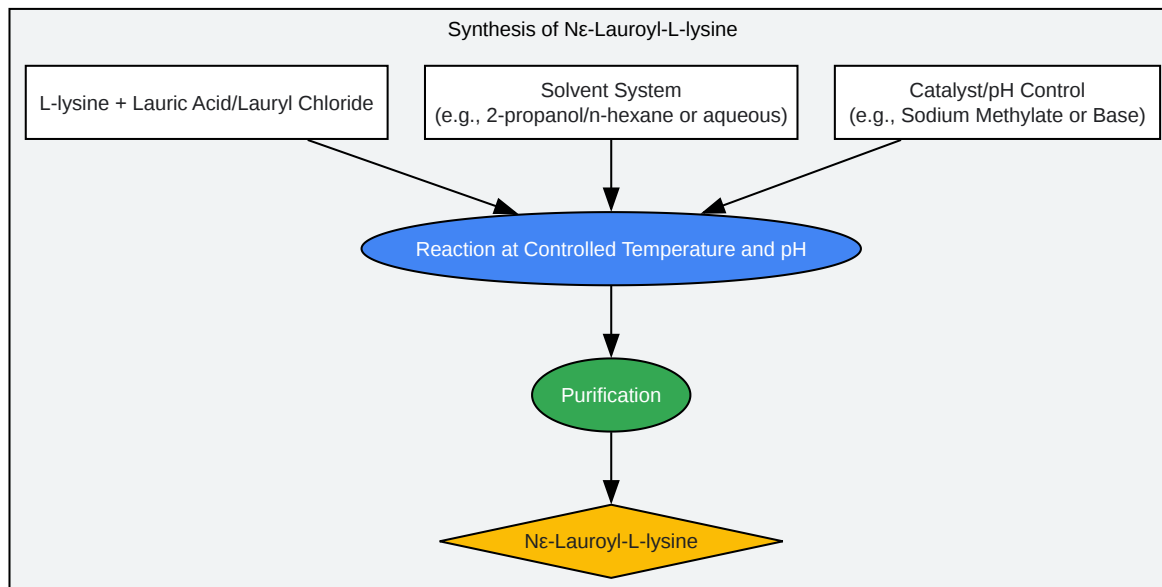 Synthesis of Nε-Lauroyl-L-lysine
L-lysine + Lauric Acid/Lauryl Chloride
Solvent System
(e.g., 2-propanol/n-hexane or aqueous)
Catalyst/pH Control
(e.g., Sodium Methylate or Base)
Reaction at Controlled Temperature and pH
Purification
Nε-Lauroyl-L-lysine